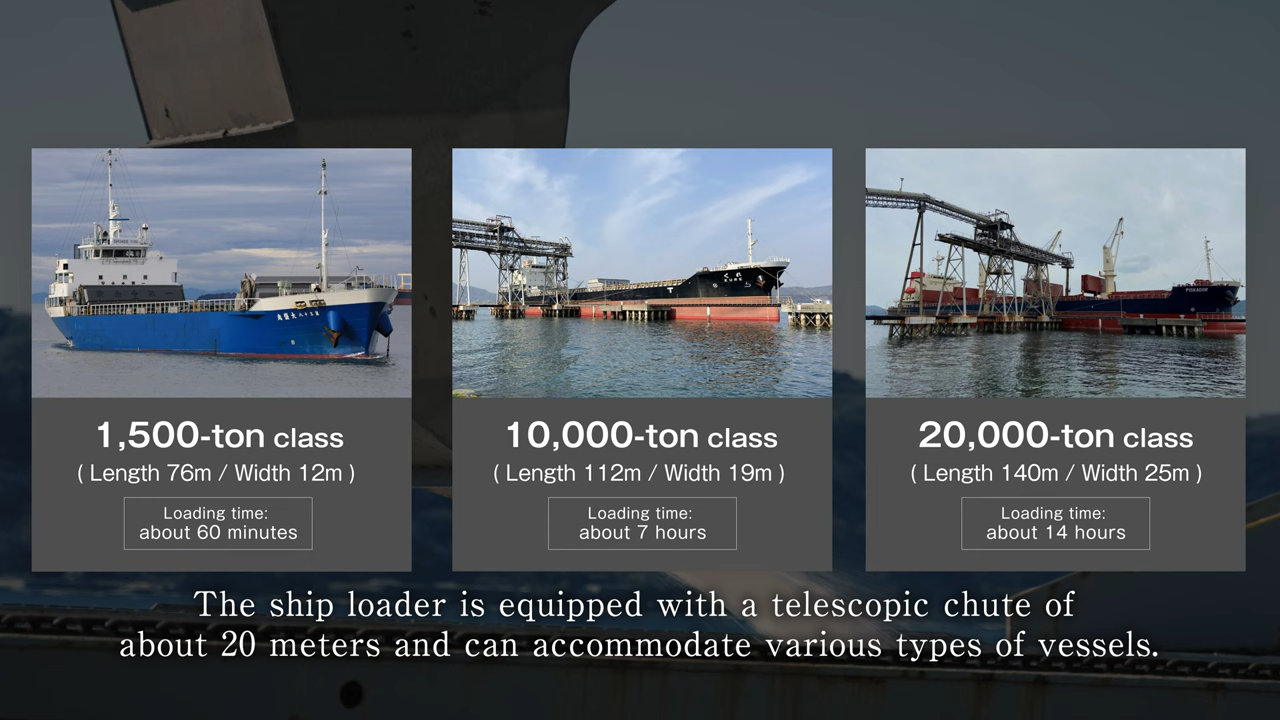 1,500-ton class
( Length 76m / Width 12m )
Loading time:
about 60 minutes
10,000-ton class
( Length 112m / Width 19m )
Loading time:
about 7 hours
20,000-ton class
( Length 140m / Width 25m )
Loading time:
about 14 hours
The ship loader is equipped with a telescopic chute of
about 20 meters and can accommodate various types of vessels.